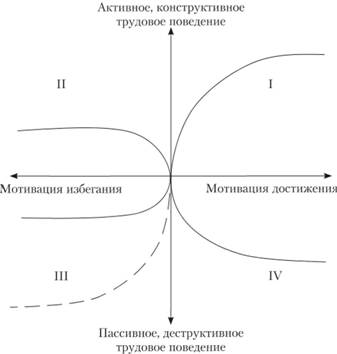 Активное, конструктивное
трудовое поведение
II
I
Мотивация избегания
Мотивация достижения
III
IV
Пассивное, деструктивное
трудовое поведение